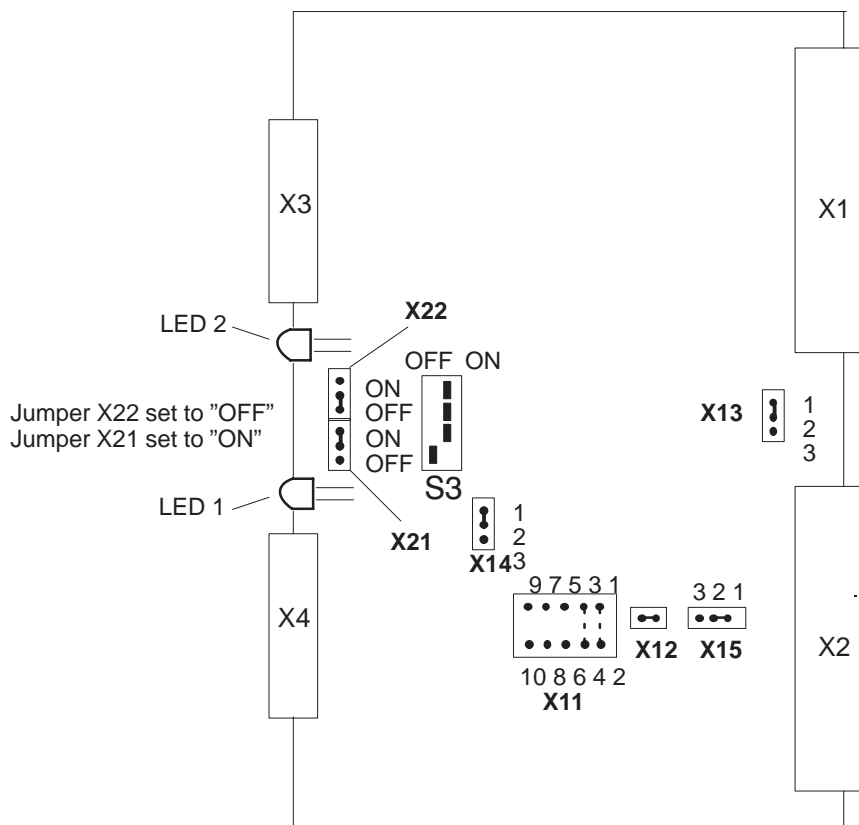 X3
X1
LED 2
X22
OFF ON
ON
OFF
Jumper X22 set to ”OFF”
ON
Jumper X21 set to ”ON”
OFF
S3
X13
1
2
3
LED 1
X21
1
2
X14 3
9 7 5 3 1
3 2 1
X4
X12
X15
X2
10 8 6 4 2
X11